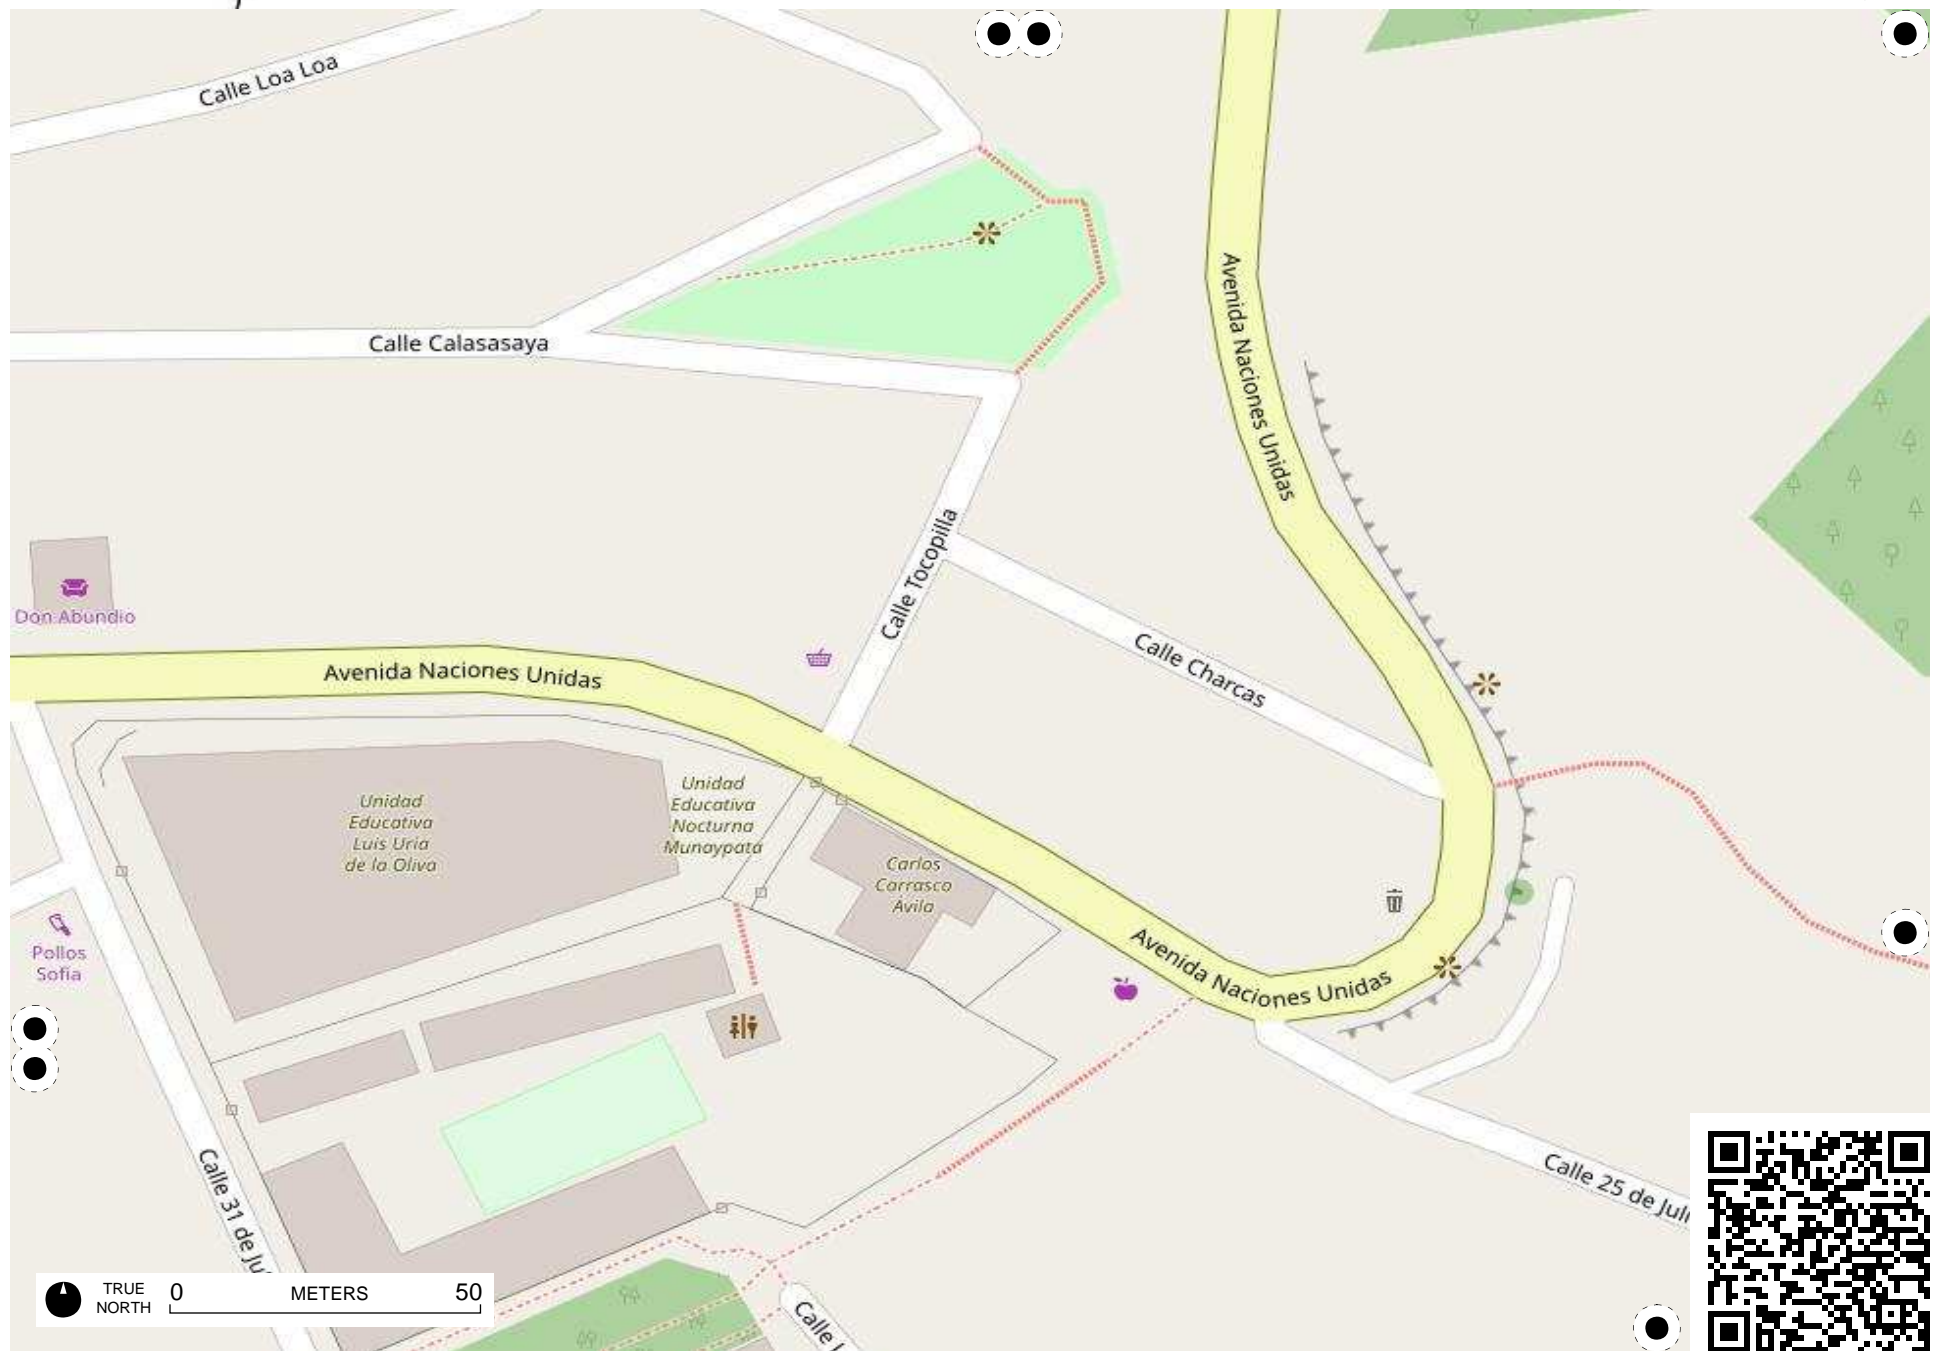 Calle Loa Loa
Calle Calasasaya
Avenida Naciones Unidas
Calle Tocopilla
Don Abundio
Calle Charcas
Avenida Naciones Unidas
Unidad
Educativa
Luis Uria
de la Oliva
Unidad
Educativa
Nocturna
Munaypata
Carlos
Carrasco
Avila
Pollos
Sofia
Avenida Naciones Unidas
Calle 31 de Ju
Calle 25 de Juli
TRUE
NORTH
0 METERS 50
Calle